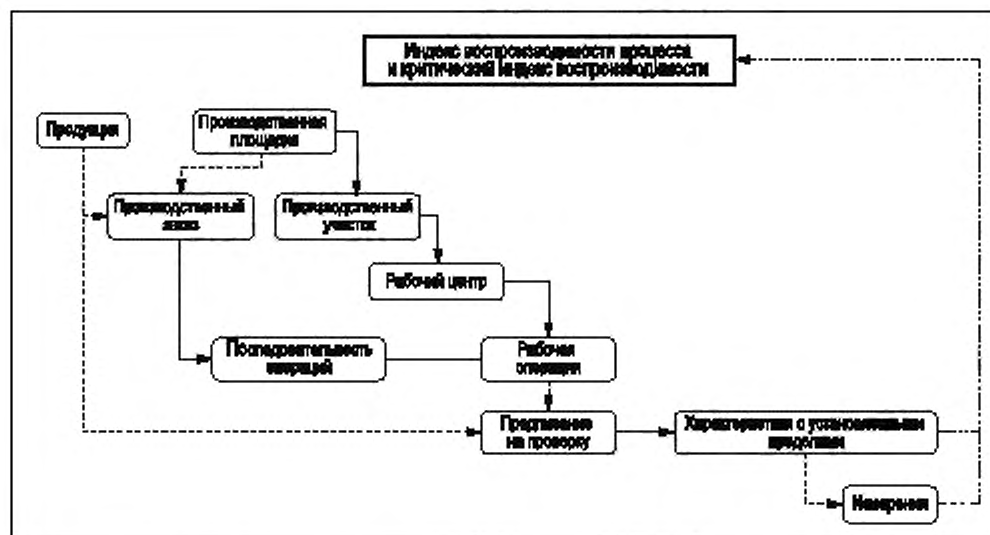 Индекс воспроизводимости процесса
и критический индекс воспроизводимости
Продукция
Производственная
площадка
Производственный
заказ
Производственный
участок
Рабочий центр
Последовательность
операций
Рабочая
операция
Предъявление
на проверку
Характеристики с установленными
пределами
Измерения